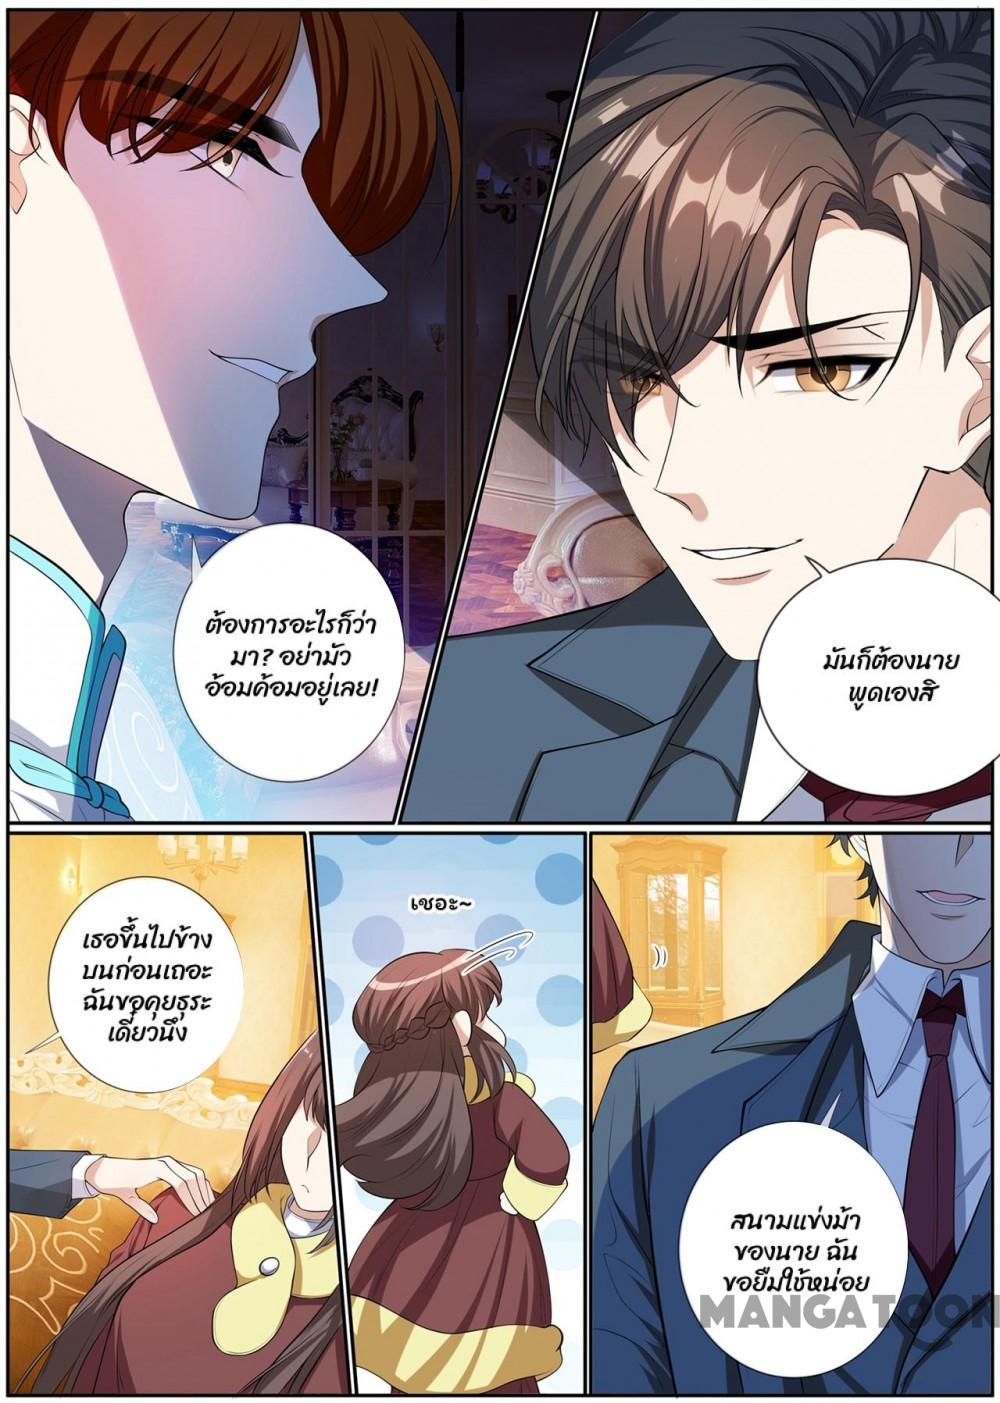 ต้องการอะไรก็ว่า
มา? อย่ามัว
อ้อมค้อมอยู่เลย!
มันก็ต้องนาย
พูดเองสิ
เธอขึ้นไปข้าง
บนก่อนเถอะ
ฉันขอคุยธุระ
เดี๋ยวนึง
เชอะ~
สนามแข่งม้า
ของนาย ฉัน
ขอยืมใช้หน่อย
MANGATOON